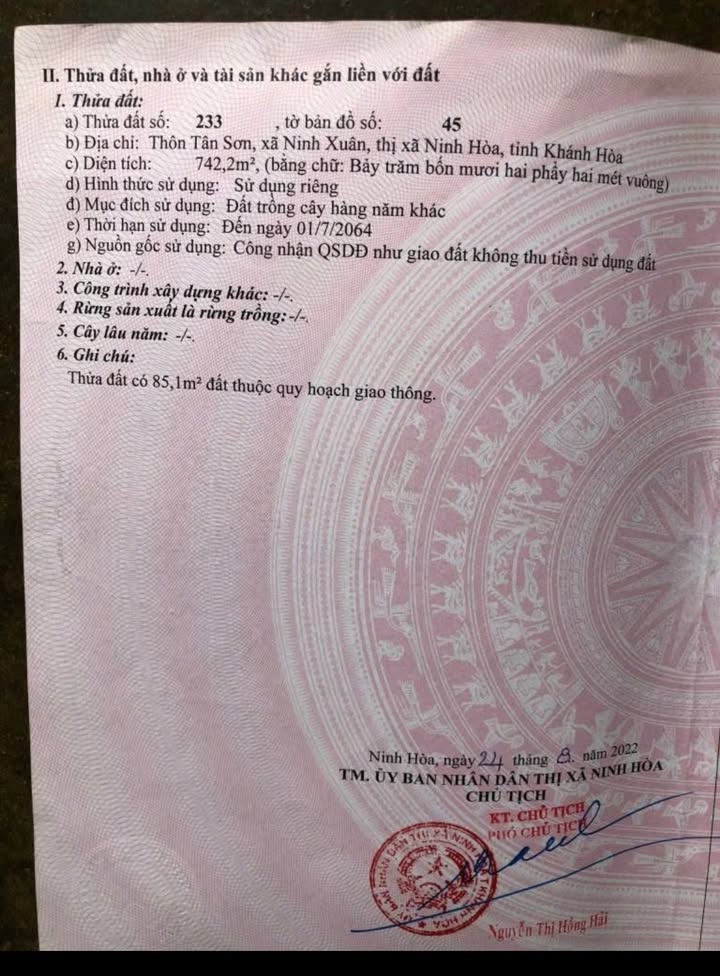 II. Thửa đất, nhà ở và tài sản khác gắn liền với đất
1. Thửa đất:
a) Thửa đất số: 233 , tờ bản đồ số: 45
b) Địa chỉ: Thôn Tân Sơn, xã Ninh Xuân, thị xã Ninh Hòa, tỉnh Khánh Hòa
c) Diện tích: 742,2m², (bằng chữ: Bảy trăm bốn mươi hai phẩy hai mét vuông)
d) Hình thức sử dụng: Sử dụng riêng
đ) Mục đích sử dụng: Đất trồng cây hàng năm khác
e) Thời hạn sử dụng: Đến ngày 01/7/2064
g) Nguồn gốc sử dụng: Công nhận QSDĐ như giao đất không thu tiền sử dụng đất
2. Nhà ở: -/-.
3. Công trình xây dựng khác: -/-.
4. Rừng sản xuất là rừng trồng: -/-.
5. Cây lâu năm: -/-.
6. Ghi chú:
Thửa đất có 85,1m² đất thuộc quy hoạch giao thông.
Ninh Hòa, ngày 24 tháng 8. năm 2022
TM. ỦY BAN NHÂN DÂN THỊ XÃ NINH HÒA
CHỦ TỊCH
KT. CHỦ TỊCH
PHÓ CHỦ TỊCH
Nguyễn Thị Hồng Hải